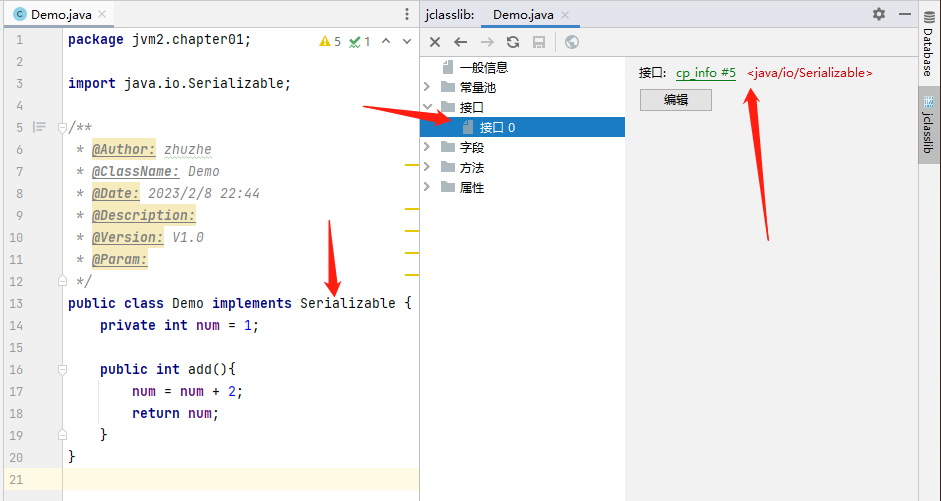 Demo.java
1 package jvm2.chapter01;
5 1
2
3 import java.io.Serializable;
4
5 /**
6 * @Author: zhuzhe
7 * @ClassName: Demo
8 * @Date: 2023/2/8 22:44
9 * @Description:
10 * @Version: V1.0
11 * @Param:
12 */
13 public class Demo implements Serializable {
14 private int num = 1;
15
16 public int add(){
17 num = num + 2;
18 return num;
19 }
20 }
21
jclasslib: Demo.java
一般信息
常量池
接口
接口 0
字段
方法
属性
接口: cp_info #5 <java/io/Serializable>
编辑
Database
jclasslib